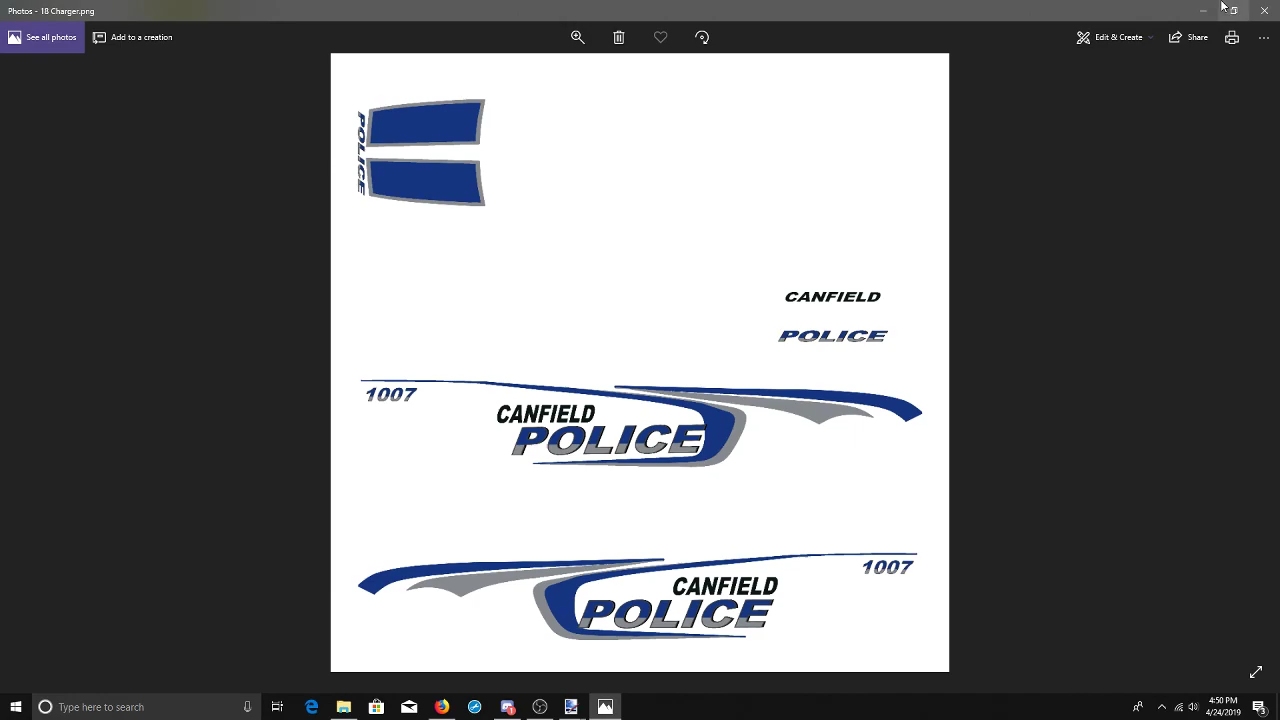 Photos - 18 Charger.png
See all photos
Add to a creation
Edit & Create
Share
POLICE
CANFIELD
POLICE
1007
CANFIELD
POLICE
1007
CANFIELD
POLICE
Type here to search
4:50 PM
4/24/2019